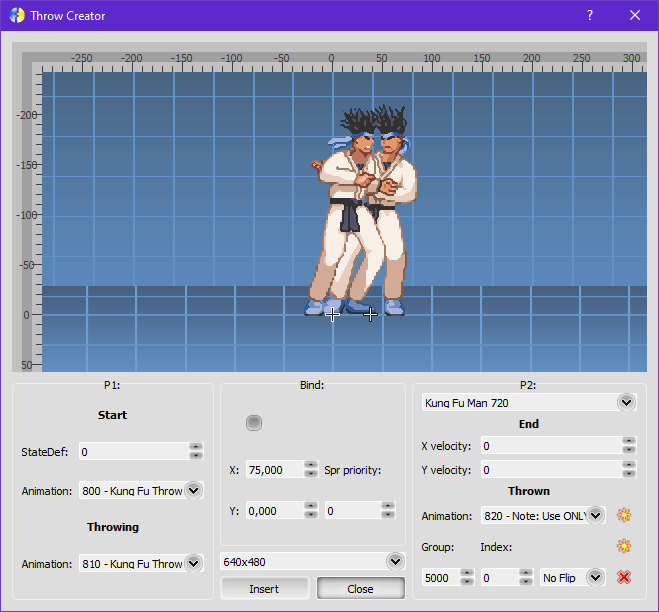 Throw Creator
-250 -200 -150 -100 -50 0 50 100 150 200 250 300
-200
-150
-100
-50
0
50
P1:
Start
StateDef: 0
Animation: 800 - Kung Fu Throw
Throwing
Animation: 810 - Kung Fu Throw
Bind:
X: 75,000 Spr priority:
Y: 0,000 0
640x480
Insert Close
P2:
Kung Fu Man 720
End
X velocity: 0
Y velocity: 0
Thrown
Animation: 820 - Note: Use ONLY
Group: Index:
5000 0 No Flip